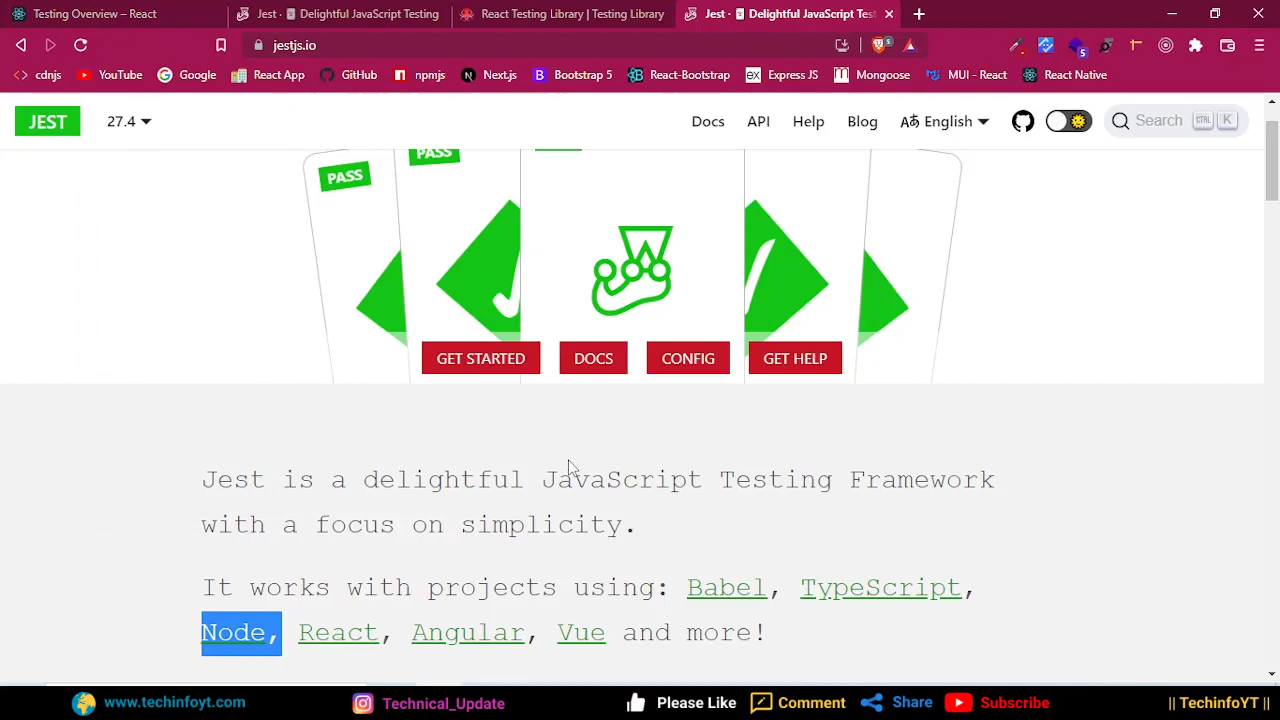 Testing Overview – React
Jest · Delightful JavaScript Testing
React Testing Library | Testing Library
Jest · Delightful JavaScript Test
jestjs.io
5
5
cdnjs
YouTube
Google
React App
GitHub
npmjs
Next.js
Bootstrap 5
React-Bootstrap
Express JS
Mongoose
MUI - React
React Native
JEST
27.4
Docs
API
Help
Blog
English
Search
CTRL
K
PASS
PASS
GET STARTED
DOCS
CONFIG
GET HELP
Jest is a delightful JavaScript Testing Framework
with a focus on simplicity.
It works with projects using: Babel, TypeScript,
Node, React, Angular, Vue and more!
www.techinfoyt.com
Technical_Update
Please Like
Comment
Share
Subscribe
|| TechinfoYT ||